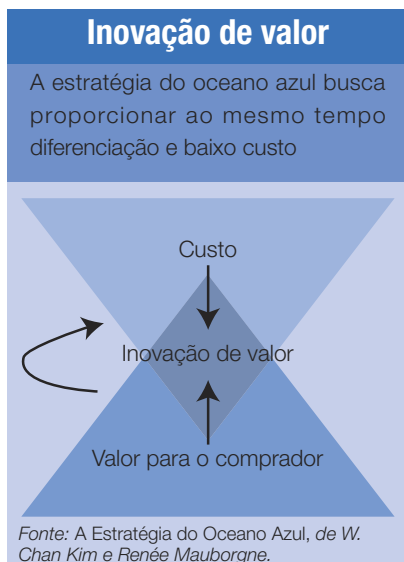 Inovação de valor
A estratégia do oceano azul busca
proporcionar ao mesmo tempo
diferenciação e baixo custo
Custo
Inovação de valor
Valor para o comprador
Fonte: A Estratégia do Oceano Azul, de W.
Chan Kim e Renée Mauborgne.